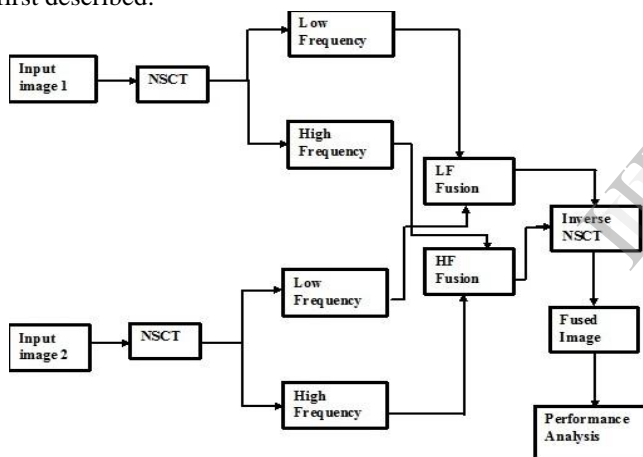 first described.
Low
Frequency
Input
image 1
NSCT
High
Frequency
LF
Fusion
Inverse
NSCT
HF
Fusion
Low
Frequency
Input
image 2
NSCT
Fused
Image
High
Frequency
Performance
Analysis